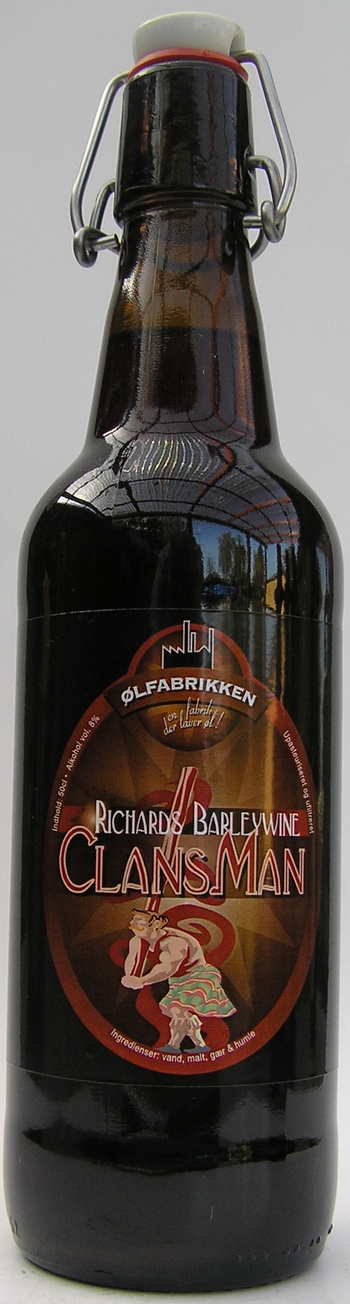 ØLFABRIKKEN
en fabrik
der laver øl!
Indhold: 50cl • Alkohol vol. 8%
Upasteuriseret og ufiltreret
RICHARDS BARLEYWINE
CLANSMAN
Ingredienser: vand, malt, gær & humle